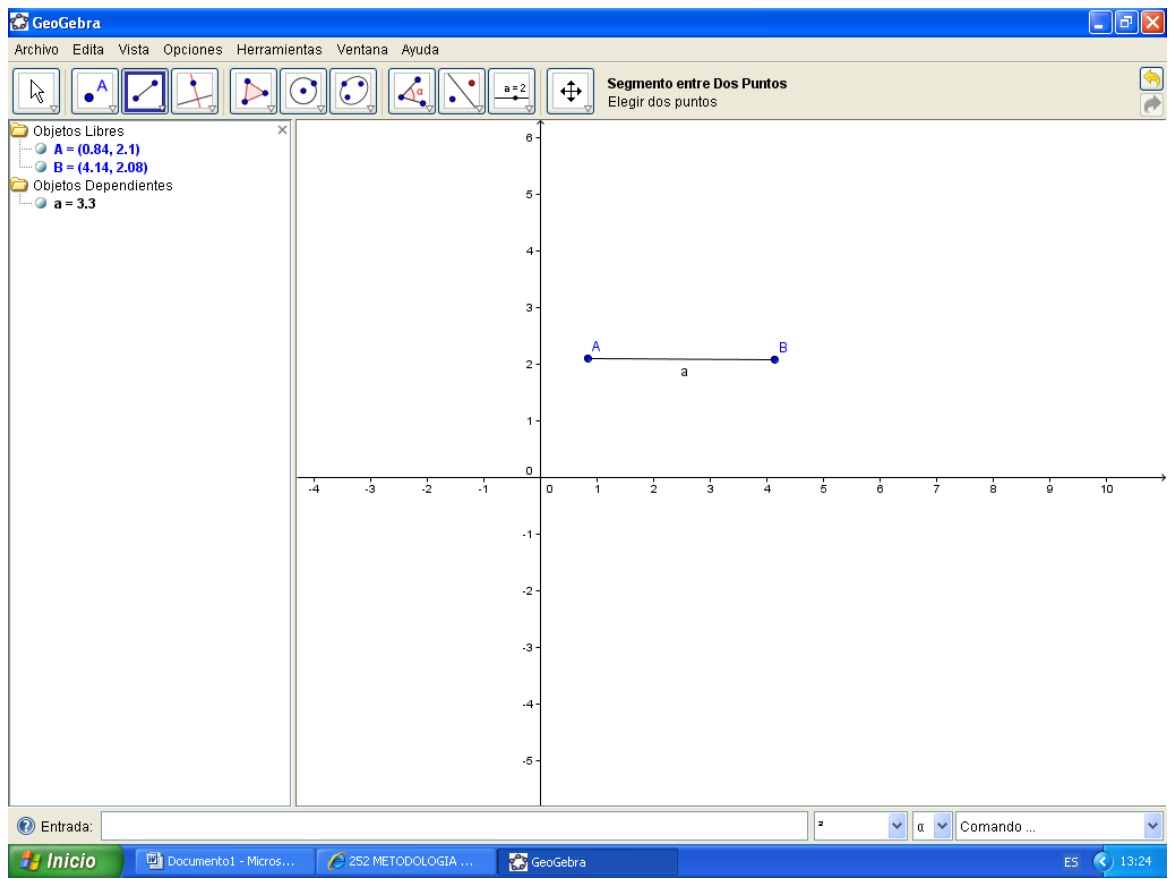 GeoGebra
Archivo Edita Vista Opciones Herramientas Ventana Ayuda
A
α
a = 2
Segmento entre Dos Puntos
Elegir dos puntos
Objetos Libres
A = (0.84, 2.1)
B = (4.14, 2.08)
Objetos Dependientes
a = 3.3
6
5
4
3
A B
2
a
1
0
-4 -3 -2 -1 0 1 2 3 4 5 6 7 8 9 10
-1
-2
-3
-4
-5
Entrada: ² α Comando ...
Inicio Documento1 - Micros... 252 METODOLOGIA ... GeoGebra ES 13:24